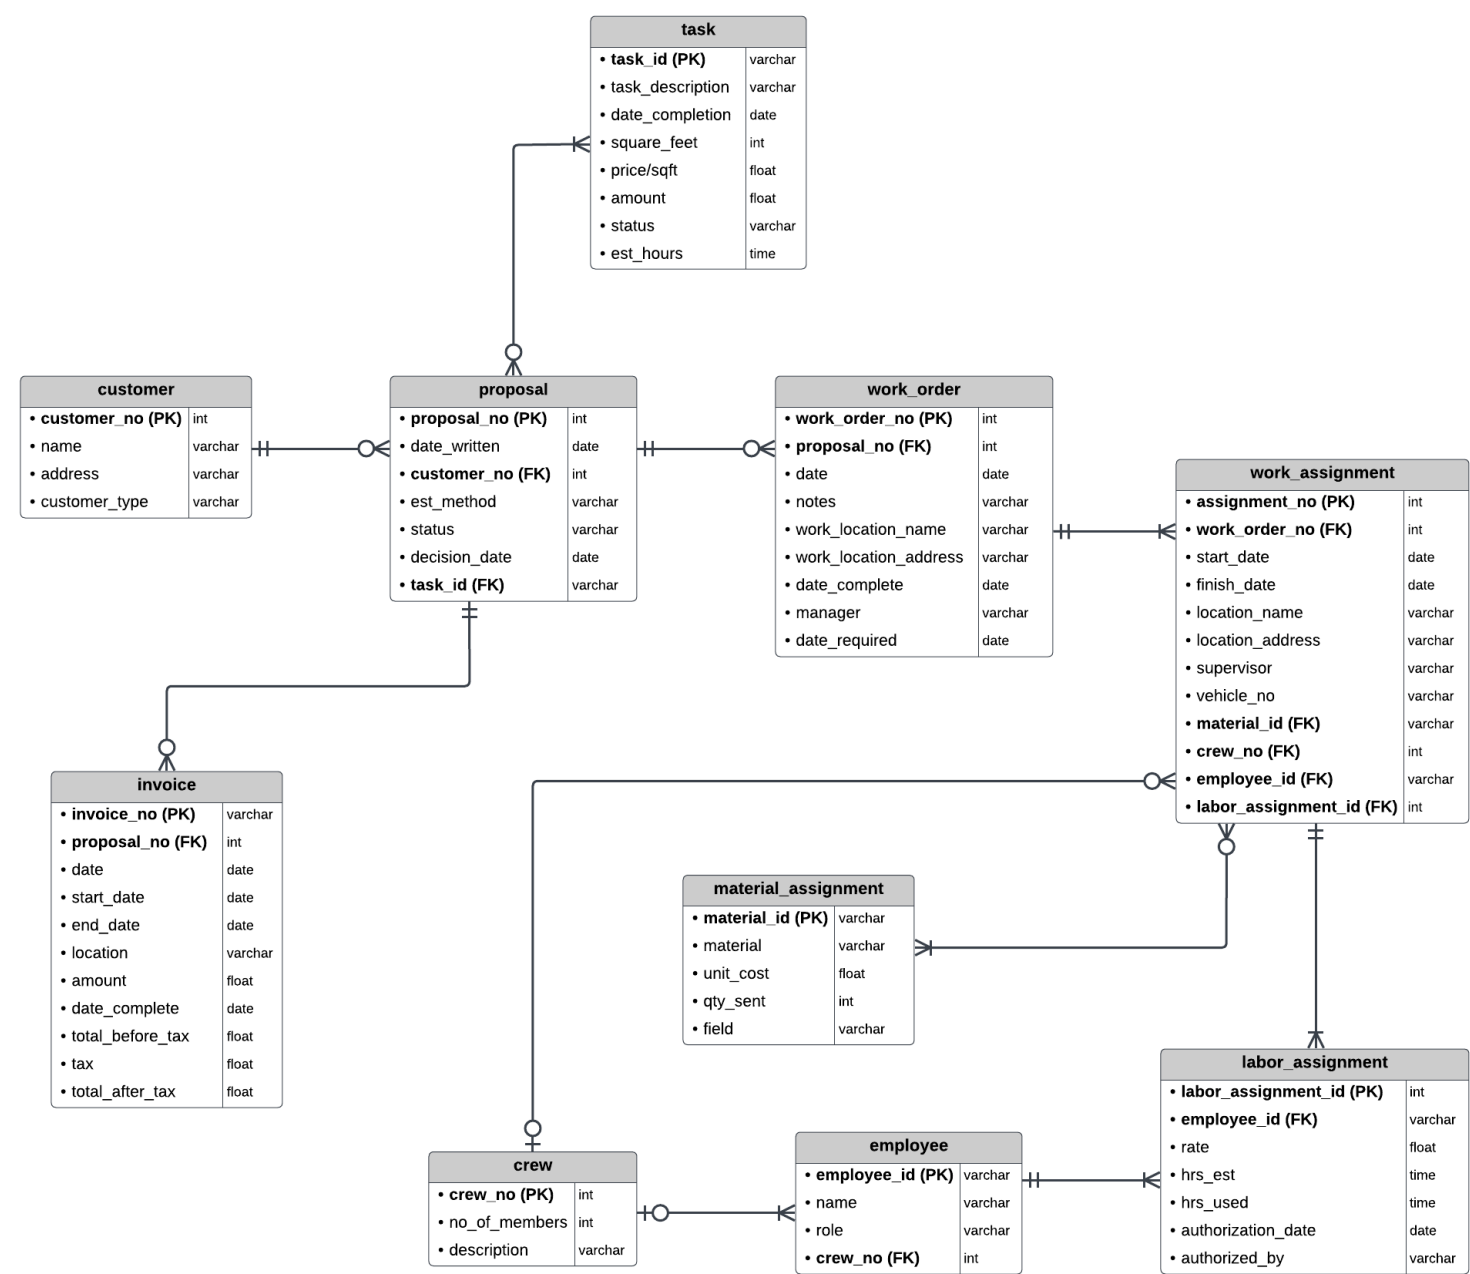 task
• task_id (PK) varchar
• task_description varchar
• date_completion date
• square_feet int
• price/sqft float
• amount float
• status varchar
• est_hours time
customer
• customer_no (PK) int
• name varchar
• address varchar
• customer_type varchar
proposal
• proposal_no (PK) int
• date_written date
• customer_no (FK) int
• est_method varchar
• status varchar
• decision_date date
• task_id (FK) varchar
work_order
• work_order_no (PK) int
• proposal_no (FK) int
• date date
• notes varchar
• work_location_name varchar
• work_location_address varchar
• date_complete date
• manager varchar
• date_required date
work_assignment
• assignment_no (PK) int
• work_order_no (FK) int
• start_date date
• finish_date date
• location_name varchar
• location_address varchar
• supervisor varchar
• vehicle_no varchar
• material_id (FK) varchar
• crew_no (FK) int
• employee_id (FK) varchar
• labor_assignment_id (FK) int
invoice
• invoice_no (PK) varchar
• proposal_no (FK) int
• date date
• start_date date
• end_date date
• location varchar
• amount float
• date_complete date
• total_before_tax float
• tax float
• total_after_tax float
material_assignment
• material_id (PK) varchar
• material varchar
• unit_cost float
• qty_sent int
• field varchar
crew
• crew_no (PK) int
• no_of_members int
• description varchar
employee
• employee_id (PK) varchar
• name varchar
• role varchar
• crew_no (FK) int
labor_assignment
• labor_assignment_id (PK) int
• employee_id (FK) varchar
• rate float
• hrs_est time
• hrs_used time
• authorization_date date
• authorized_by varchar